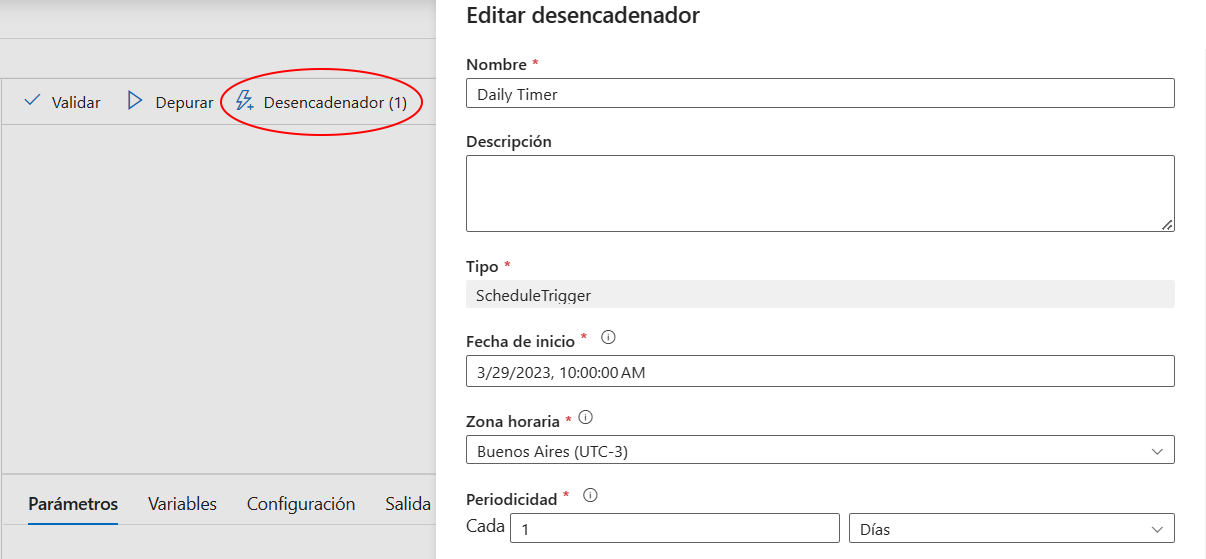 Validar
Depurar
Desencadenador (1)
Parámetros
Variables
Configuración
Salida
Editar desencadenador
Nombre *
Daily Timer
Descripción
Tipo *
ScheduleTrigger
Fecha de inicio *
3/29/2023, 10:00:00 AM
Zona horaria *
Buenos Aires (UTC-3)
Periodicidad *
Cada 1 Días